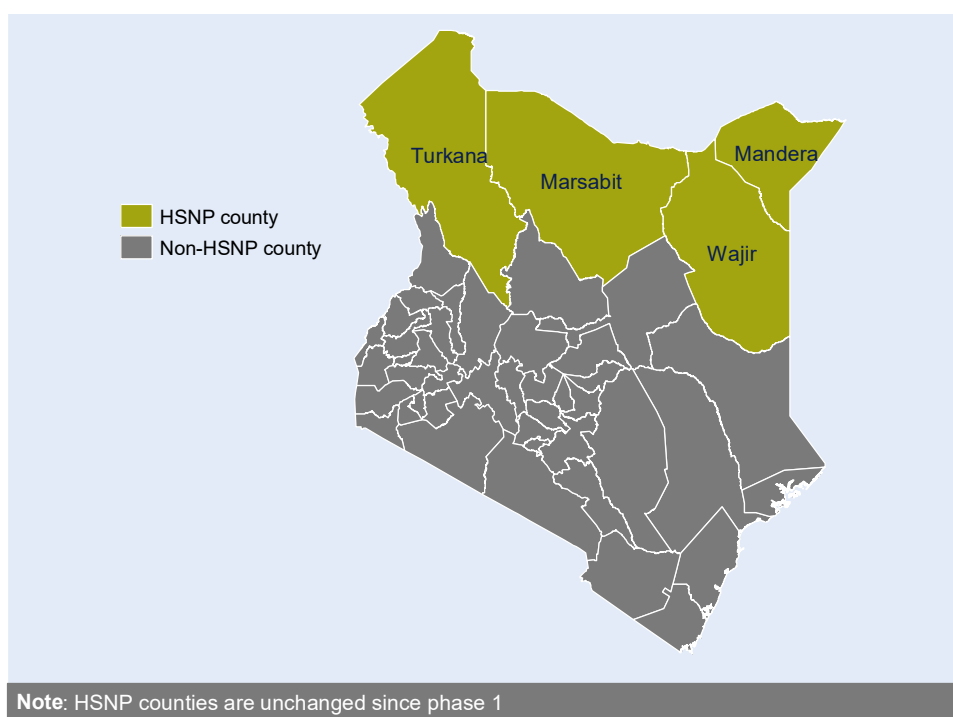 Turkana
Marsabit
Mandera
Wajir
HSNP county
Non-HSNP county
Note: HSNP counties are unchanged since phase 1